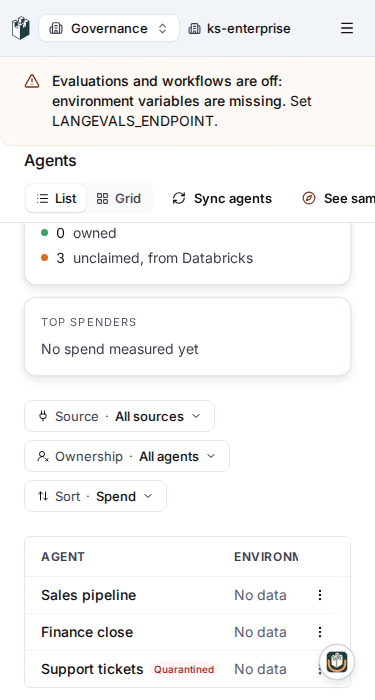 Governance
ks-enterprise
Evaluations and workflows are off:
environment variables are missing. Set
LANGEVALS_ENDPOINT.
Agents
List
Grid
Sync agents
See sam
0 owned
3 unclaimed, from Databricks
TOP SPENDERS
No spend measured yet
Source · All sources
Ownership · All agents
Sort · Spend
AGENT ENVIRONM
Sales pipeline No data
Finance close No data
Support tickets Quarantined No data